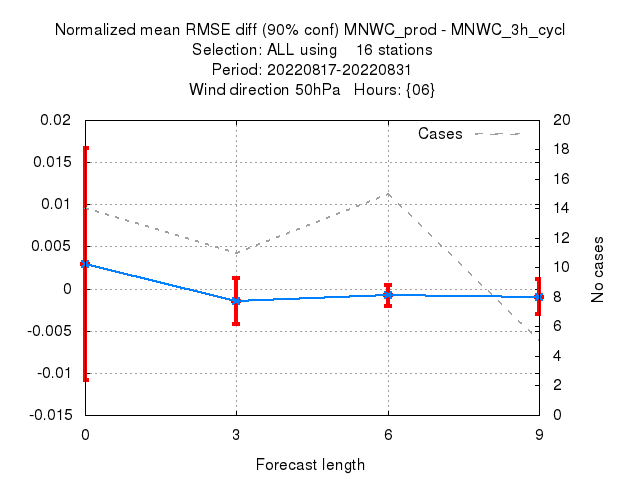 Normalized mean RMSE diff (90% conf) MNWC_prod - MNWC_3h_cycl
Selection: ALL using    16 stations
Period: 20220817-20220831
Wind direction 50hPa   Hours: {06}
Cases
0.02
0.015
0.01
0.005
0
-0.005
-0.01
-0.015
20
18
16
14
12
10
8
6
4
2
0
No cases
0 3 6 9
Forecast length